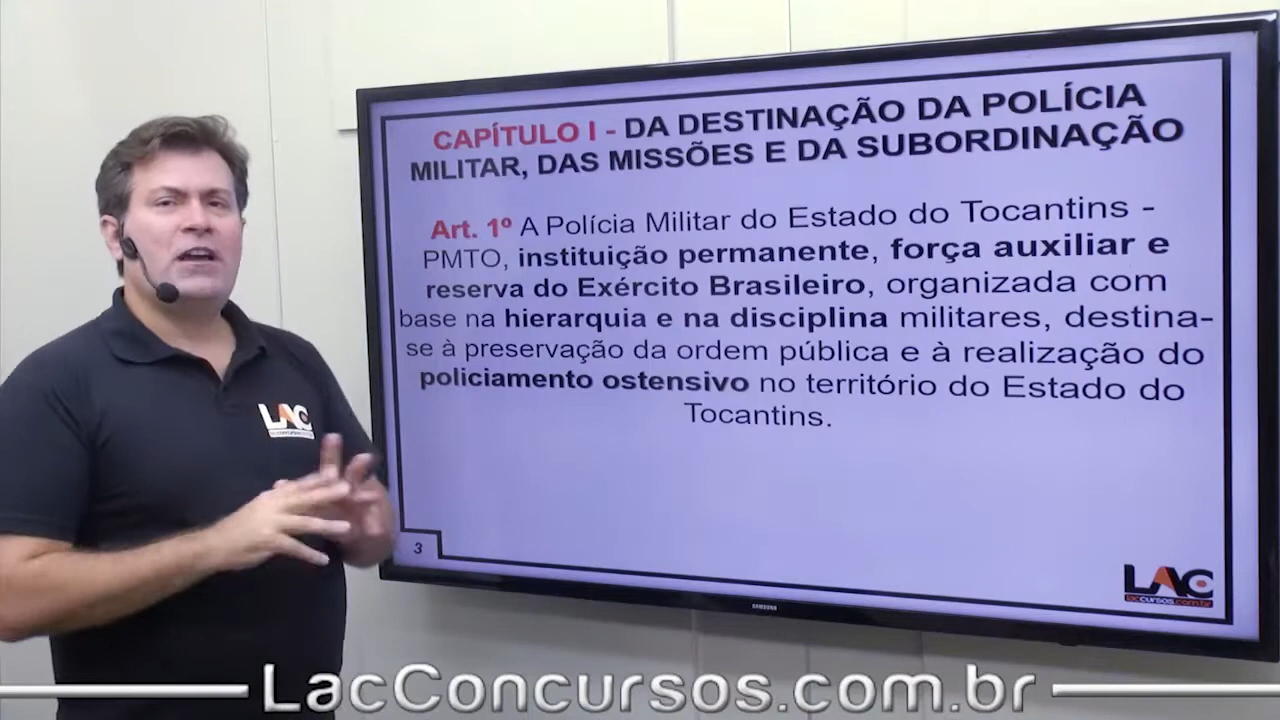 CAPÍTULO I - DA DESTINAÇÃO DA POLÍCIA
MILITAR, DAS MISSÕES E DA SUBORDINAÇÃO
Art. 1º A Polícia Militar do Estado do Tocantins -
PMTO, instituição permanente, força auxiliar e
reserva do Exército Brasileiro, organizada com
base na hierarquia e na disciplina militares, destina-
se à preservação da ordem pública e à realização do
policiamento ostensivo no território do Estado do
Tocantins.
3
LAC
laccursos.com.br
SAMSUNG
LAC
LacConcursos.com.br